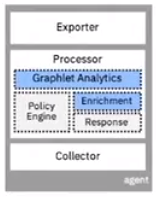 Exporter
Processor
Graphlet Analytics
Policy
Engine
Enrichment
Response
Collector
agent